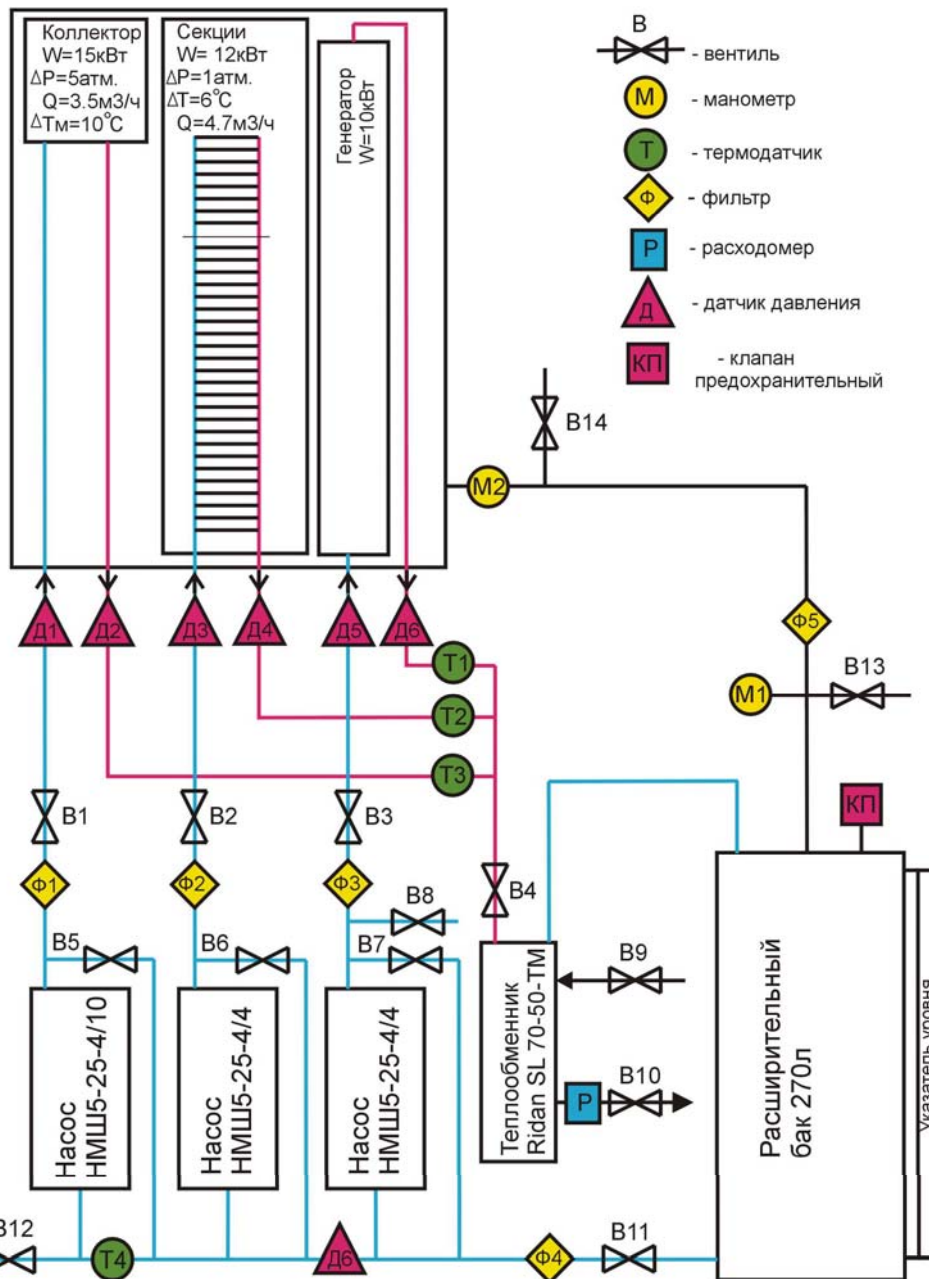 Коллектор
W=15кВт
ΔP=5атм.
Q=3.5м3/ч
ΔTм=10°C
Секции
W= 12кВт
ΔP=1атм.
ΔT=6°C
Q=4.7м3/ч
Генератор
W=10кВт
В
- вентиль
М
- манометр
Т
- термодатчик
Ф
- фильтр
Р
- расходомер
Д
- датчик давления
КП
- клапан
предохранительный
В14
М2
Ф5
В13
М1
КП
Д1
Д2
Д3
Д4
Д5
Д6
Т1
Т2
Т3
В1
В2
В3
В4
Ф1
Ф2
Ф3
В8
В5
В6
В7
В9
В10
Р
Насос
НМШ5-25-4/10
Насос
НМШ5-25-4/4
Насос
НМШ5-25-4/4
Теплообменник
Ridan SL 70-50-TM
Расширительный
бак 270л
Указатель уровня
В12
Т4
Д6
Ф4
В11